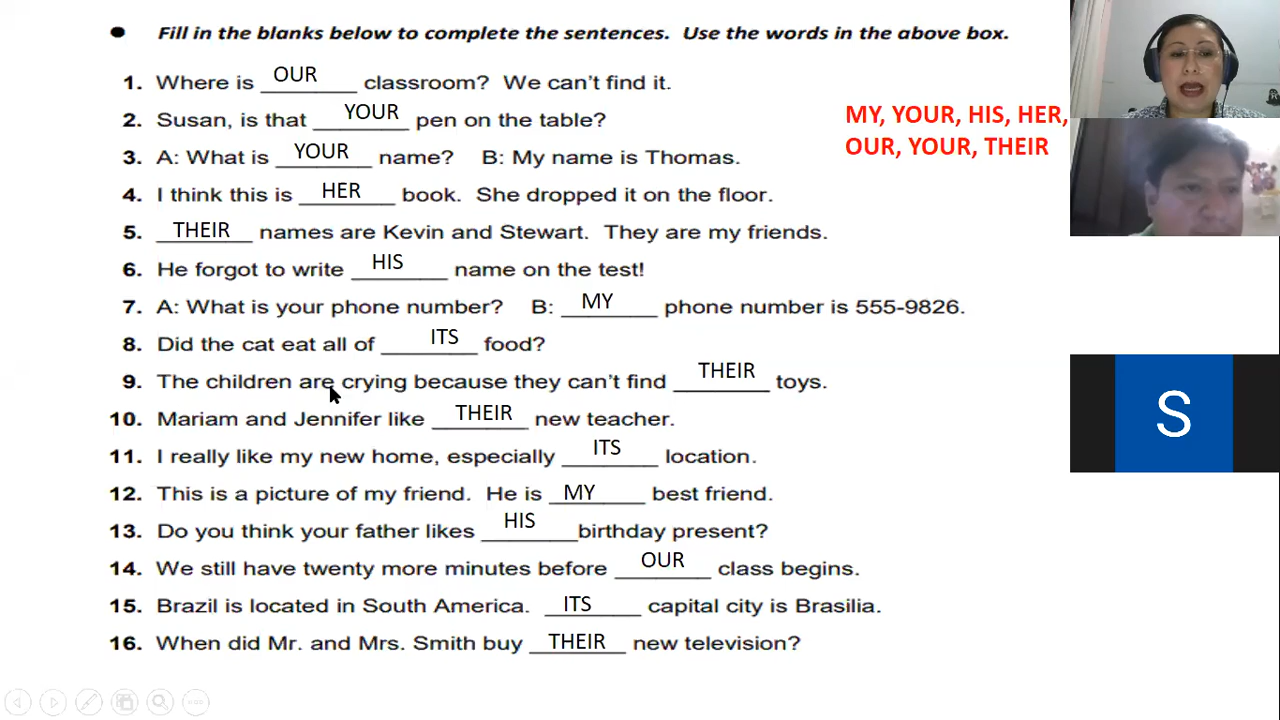 ● Fill in the blanks below to complete the sentences. Use the words in the above box.
1. Where is OUR classroom? We can't find it.
2. Susan, is that YOUR pen on the table?
3. A: What is YOUR name? B: My name is Thomas.
4. I think this is HER book. She dropped it on the floor.
5. THEIR names are Kevin and Stewart. They are my friends.
6. He forgot to write HIS name on the test!
7. A: What is your phone number? B: MY phone number is 555-9826.
8. Did the cat eat all of ITS food?
9. The children are crying because they can't find THEIR toys.
10. Mariam and Jennifer like THEIR new teacher.
11. I really like my new home, especially ITS location.
12. This is a picture of my friend. He is MY best friend.
13. Do you think your father likes HIS birthday present?
14. We still have twenty more minutes before OUR class begins.
15. Brazil is located in South America. ITS capital city is Brasilia.
16. When did Mr. and Mrs. Smith buy THEIR new television?
MY, YOUR, HIS, HER,
OUR, YOUR, THEIR
S